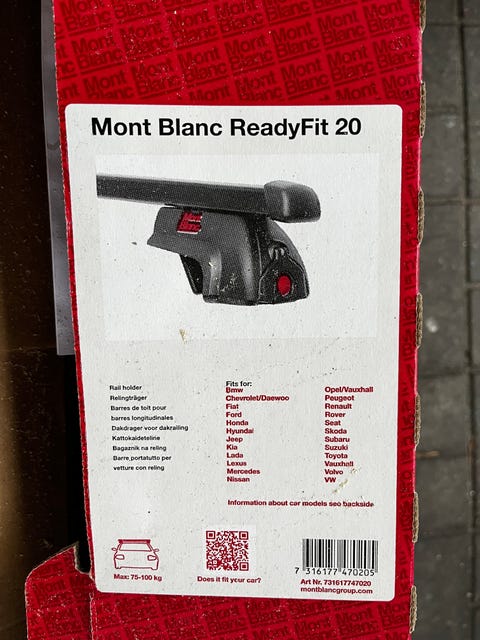 Mont Blanc ReadyFit 20
Mont
Blanc
Rail holder
Relingträger
Barres de toit pour
barres longitudinales
Dakdrager voor dakrailing
Kattokaidetelline
Bagaznik na reling
Barre portatutto per
vetture con reling
Fits for:
Bmw
Chevrolet/Daewoo
Fiat
Ford
Honda
Hyundai
Jeep
Kia
Lada
Lexus
Mercedes
Nissan
Opel/Vauxhall
Peugeot
Renault
Rover
Seat
Skoda
Subaru
Suzuki
Toyota
Vauxhall
Volvo
VW
Information about car models see backside
Max: 75-100 kg
Does it fit your car?
7 316177 470205
Art Nr. 731617747020
montblancgroup.com